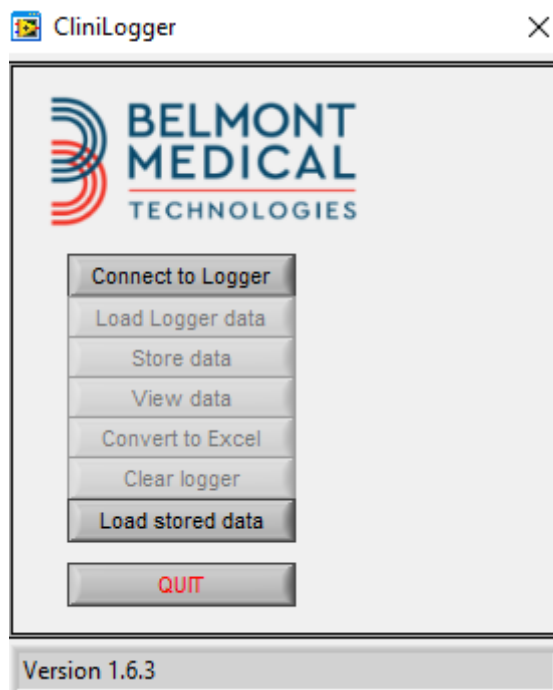 CliniLogger
BELMONT
MEDICAL
TECHNOLOGIES
Connect to Logger
Load Logger data
Store data
View data
Convert to Excel
Clear logger
Load stored data
QUIT
Version 1.6.3